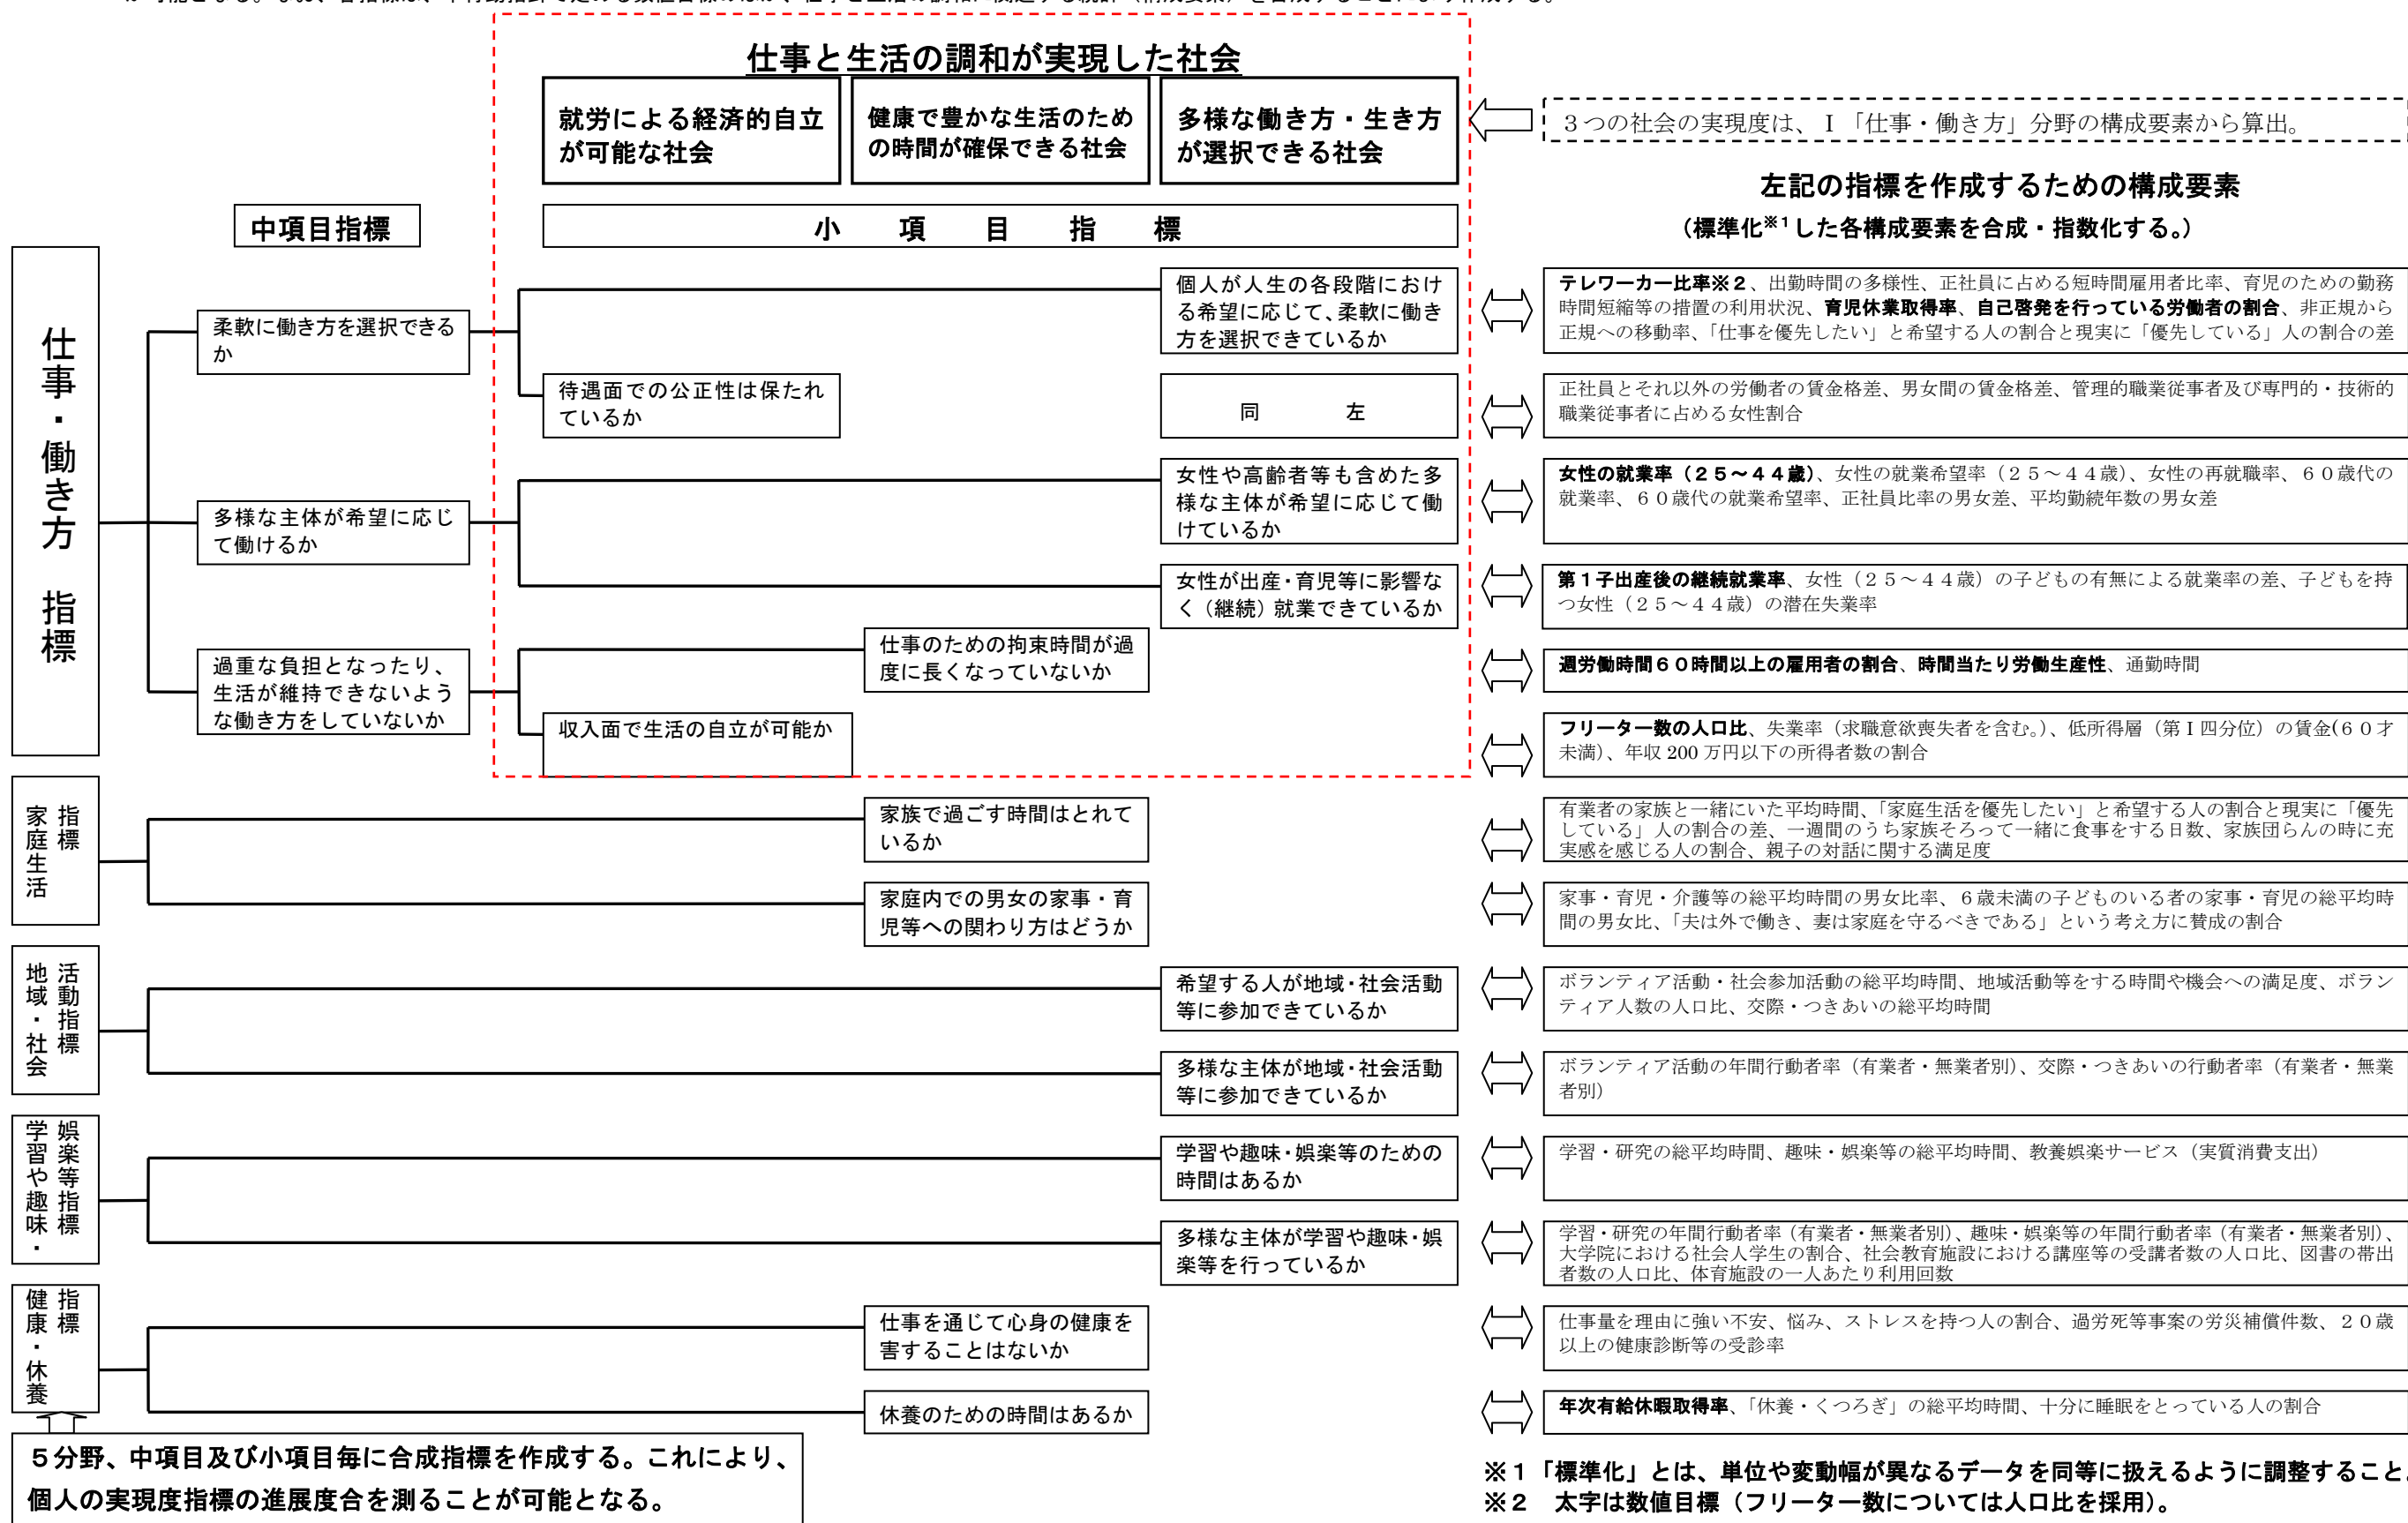 仕事と生活の調和が実現した社会
就労による経済的自立
が可能な社会
健康で豊かな生活のため
の時間が確保できる社会
多様な働き方・生き方
が選択できる社会
３つの社会の実現度は、Ⅰ「仕事・働き方」分野の構成要素から算出。
左記の指標を作成するための構成要素
（標準化※1した各構成要素を合成・指数化する。）
中項目指標
小項目指標
仕事・働き方 指標
柔軟に働き方を選択できる
か
個人が人生の各段階におけ
る希望に応じて、柔軟に働き
方を選択できているか
テレワーカー比率※２、出勤時間の多様性、正社員に占める短時間雇用者比率、育児のための勤務
時間短縮等の措置の利用状況、育児休業取得率、自己啓発を行っている労働者の割合、非正規から
正規への移動率、「仕事を優先したい」と希望する人の割合と現実に「優先している」人の割合の差
待遇面での公正性は保たれ
ているか
同 左
正社員とそれ以外の労働者の賃金格差、男女間の賃金格差、管理的職業従事者及び専門的・技術的
職業従事者に占める女性割合
多様な主体が希望に応じ
て働けるか
女性や高齢者等も含めた多
様な主体が希望に応じて働
けているか
女性の就業率（２５～４４歳）、女性の就業希望率（２５～４４歳）、女性の再就職率、６０歳代の
就業率、６０歳代の就業希望率、正社員比率の男女差、平均勤続年数の男女差
女性が出産・育児等に影響な
く（継続）就業できているか
第１子出産後の継続就業率、女性（２５～４４歳）の子どもの有無による就業率の差、子どもを持
つ女性（２５～４４歳）の潜在失業率
過重な負担となったり、
生活が維持できないよう
な働き方をしていないか
仕事のための拘束時間が過
度に長くなっていないか
週労働時間６０時間以上の雇用者の割合、時間当たり労働生産性、通勤時間
収入面で生活の自立が可能か
フリーター数の人口比、失業率（求職意欲喪失者を含む。）、低所得層（第Ⅰ四分位）の賃金(６０才
未満）、年収 200 万円以下の所得者数の割合
家庭生活
指標
家族で過ごす時間はとれて
いるか
有業者の家族と一緒にいた平均時間、「家庭生活を優先したい」と希望する人の割合と現実に「優先
している」人の割合の差、一週間のうち家族そろって一緒に食事をする日数、家族団らんの時に充
実感を感じる人の割合、親子の対話に関する満足度
家庭内での男女の家事・育
児等への関わり方はどうか
家事・育児・介護等の総平均時間の男女比率、６歳未満の子どものいる者の家事・育児の総平均時
間の男女比、「夫は外で働き、妻は家庭を守るべきである」という考え方に賛成の割合
地域・社会
活動指標
希望する人が地域・社会活動
等に参加できているか
ボランティア活動・社会参加活動の総平均時間、地域活動等をする時間や機会への満足度、ボラン
ティア人数の人口比、交際・つきあいの総平均時間
多様な主体が地域・社会活動
等に参加できているか
ボランティア活動の年間行動者率（有業者・無業者別）、交際・つきあいの行動者率（有業者・無業
者別）
学習や趣味・
娯楽等指標
学習や趣味・娯楽等のための
時間はあるか
学習・研究の総平均時間、趣味・娯楽等の総平均時間、教養娯楽サービス（実質消費支出）
多様な主体が学習や趣味・娯
楽等を行っているか
学習・研究の年間行動者率（有業者・無業者別）、趣味・娯楽等の年間行動者率（有業者・無業者別）、
大学院における社会人学生の割合、社会教育施設における講座等の受講者数の人口比、図書の帯出
者数の人口比、体育施設の一人あたり利用回数
健康・休養
指標
仕事を通じて心身の健康を
害することはないか
仕事量を理由に強い不安、悩み、ストレスを持つ人の割合、過労死等事案の労災補償件数、２０歳
以上の健康診断等の受診率
休養のための時間はあるか
年次有給休暇取得率、「休養・くつろぎ」の総平均時間、十分に睡眠をとっている人の割合
５分野、中項目及び小項目毎に合成指標を作成する。これにより、
個人の実現度指標の進展度合を測ることが可能となる。
※１「標準化」とは、単位や変動幅が異なるデータを同等に扱えるように調整すること。
※２ 太字は数値目標（フリーター数については人口比を採用）。